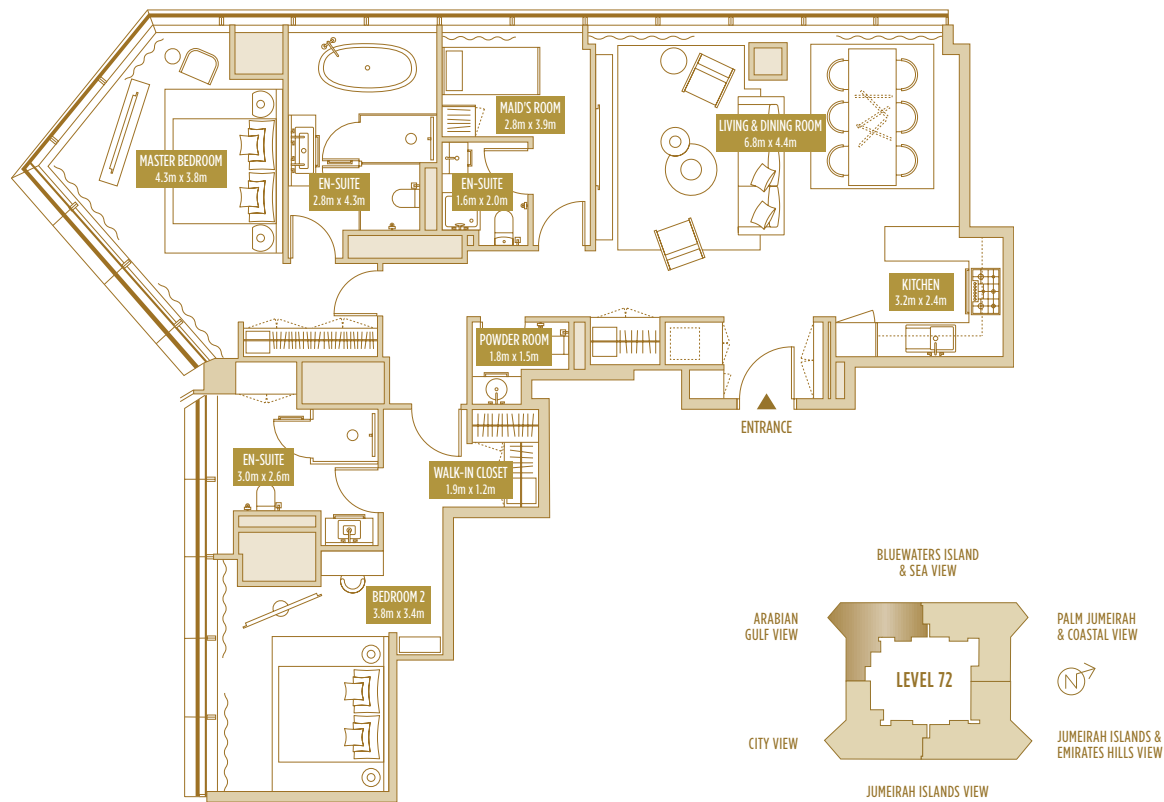 MAID'S ROOM
2.8m x 3.9m
LIVING & DINING ROOM
6.8m x 4.4m
MASTER BEDROOM
4.3m x 3.8m
EN-SUITE
2.8m x 4.3m
EN-SUITE
1.6m x 2.0m
KITCHEN
3.2m x 2.4m
POWDER ROOM
1.8m x 1.5m
ENTRANCE
EN-SUITE
3.0m x 2.6m
WALK-IN CLOSET
1.9m x 1.2m
BEDROOM 2
3.8m x 3.4m
BLUEWATERS ISLAND
& SEA VIEW
ARABIAN
GULF VIEW
PALM JUMEIRAH
& COASTAL VIEW
LEVEL 72
N
CITY VIEW
JUMEIRAH ISLANDS &
EMIRATES HILLS VIEW
JUMEIRAH ISLANDS VIEW